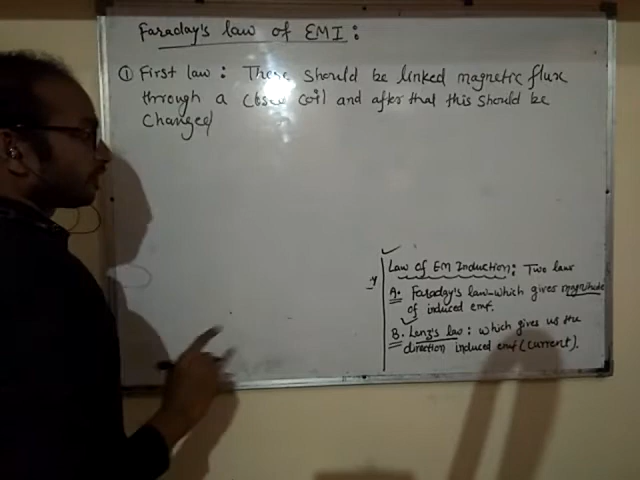 Faraday's law of EMI :
① First law : There should be linked magnetic flux
through a closed coil and after that this should be
changed
Law of EM Induction : Two law
A. Faraday's law - which gives magnitude
of induced emf.
B. Lenz's law : which gives us the
direction induced emf (current).